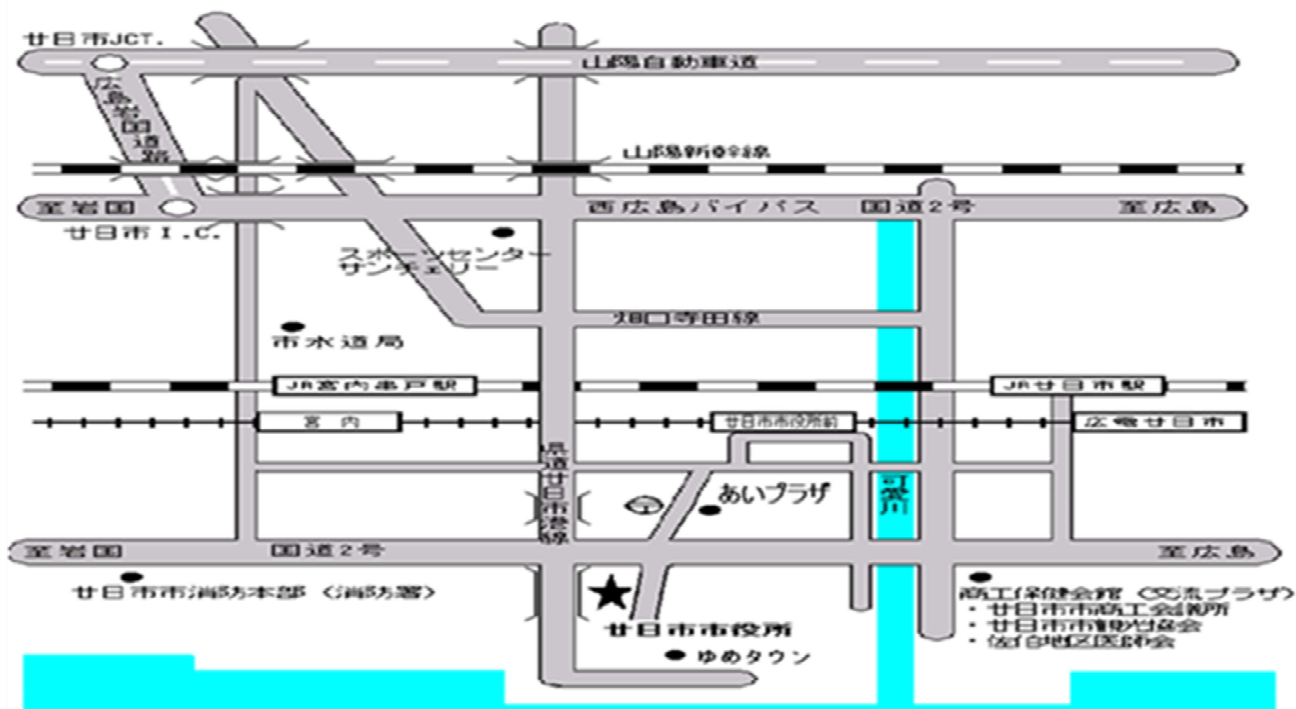 廿日市JCT.
山陽自動車道
広島岩国道路
山陽新幹線
至岩国
西広島バイパス
国道2号
至広島
廿日市I.C.
スポーツセンター
サンチェリー
畑口寺田線
市水道局
JR宮内串戸駅
JR廿日市駅
宮内
廿日市市役所前
広電廿日市
県道廿日市港線
あいプラザ
可愛川
至岩国
国道2号
至広島
廿日市市消防本部（消防署）
商工保健会館（交流プラザ）
・廿日市市商工会議所
・廿日市市観光協会
・佐伯地区医師会
廿日市市役所
ゆめタウン